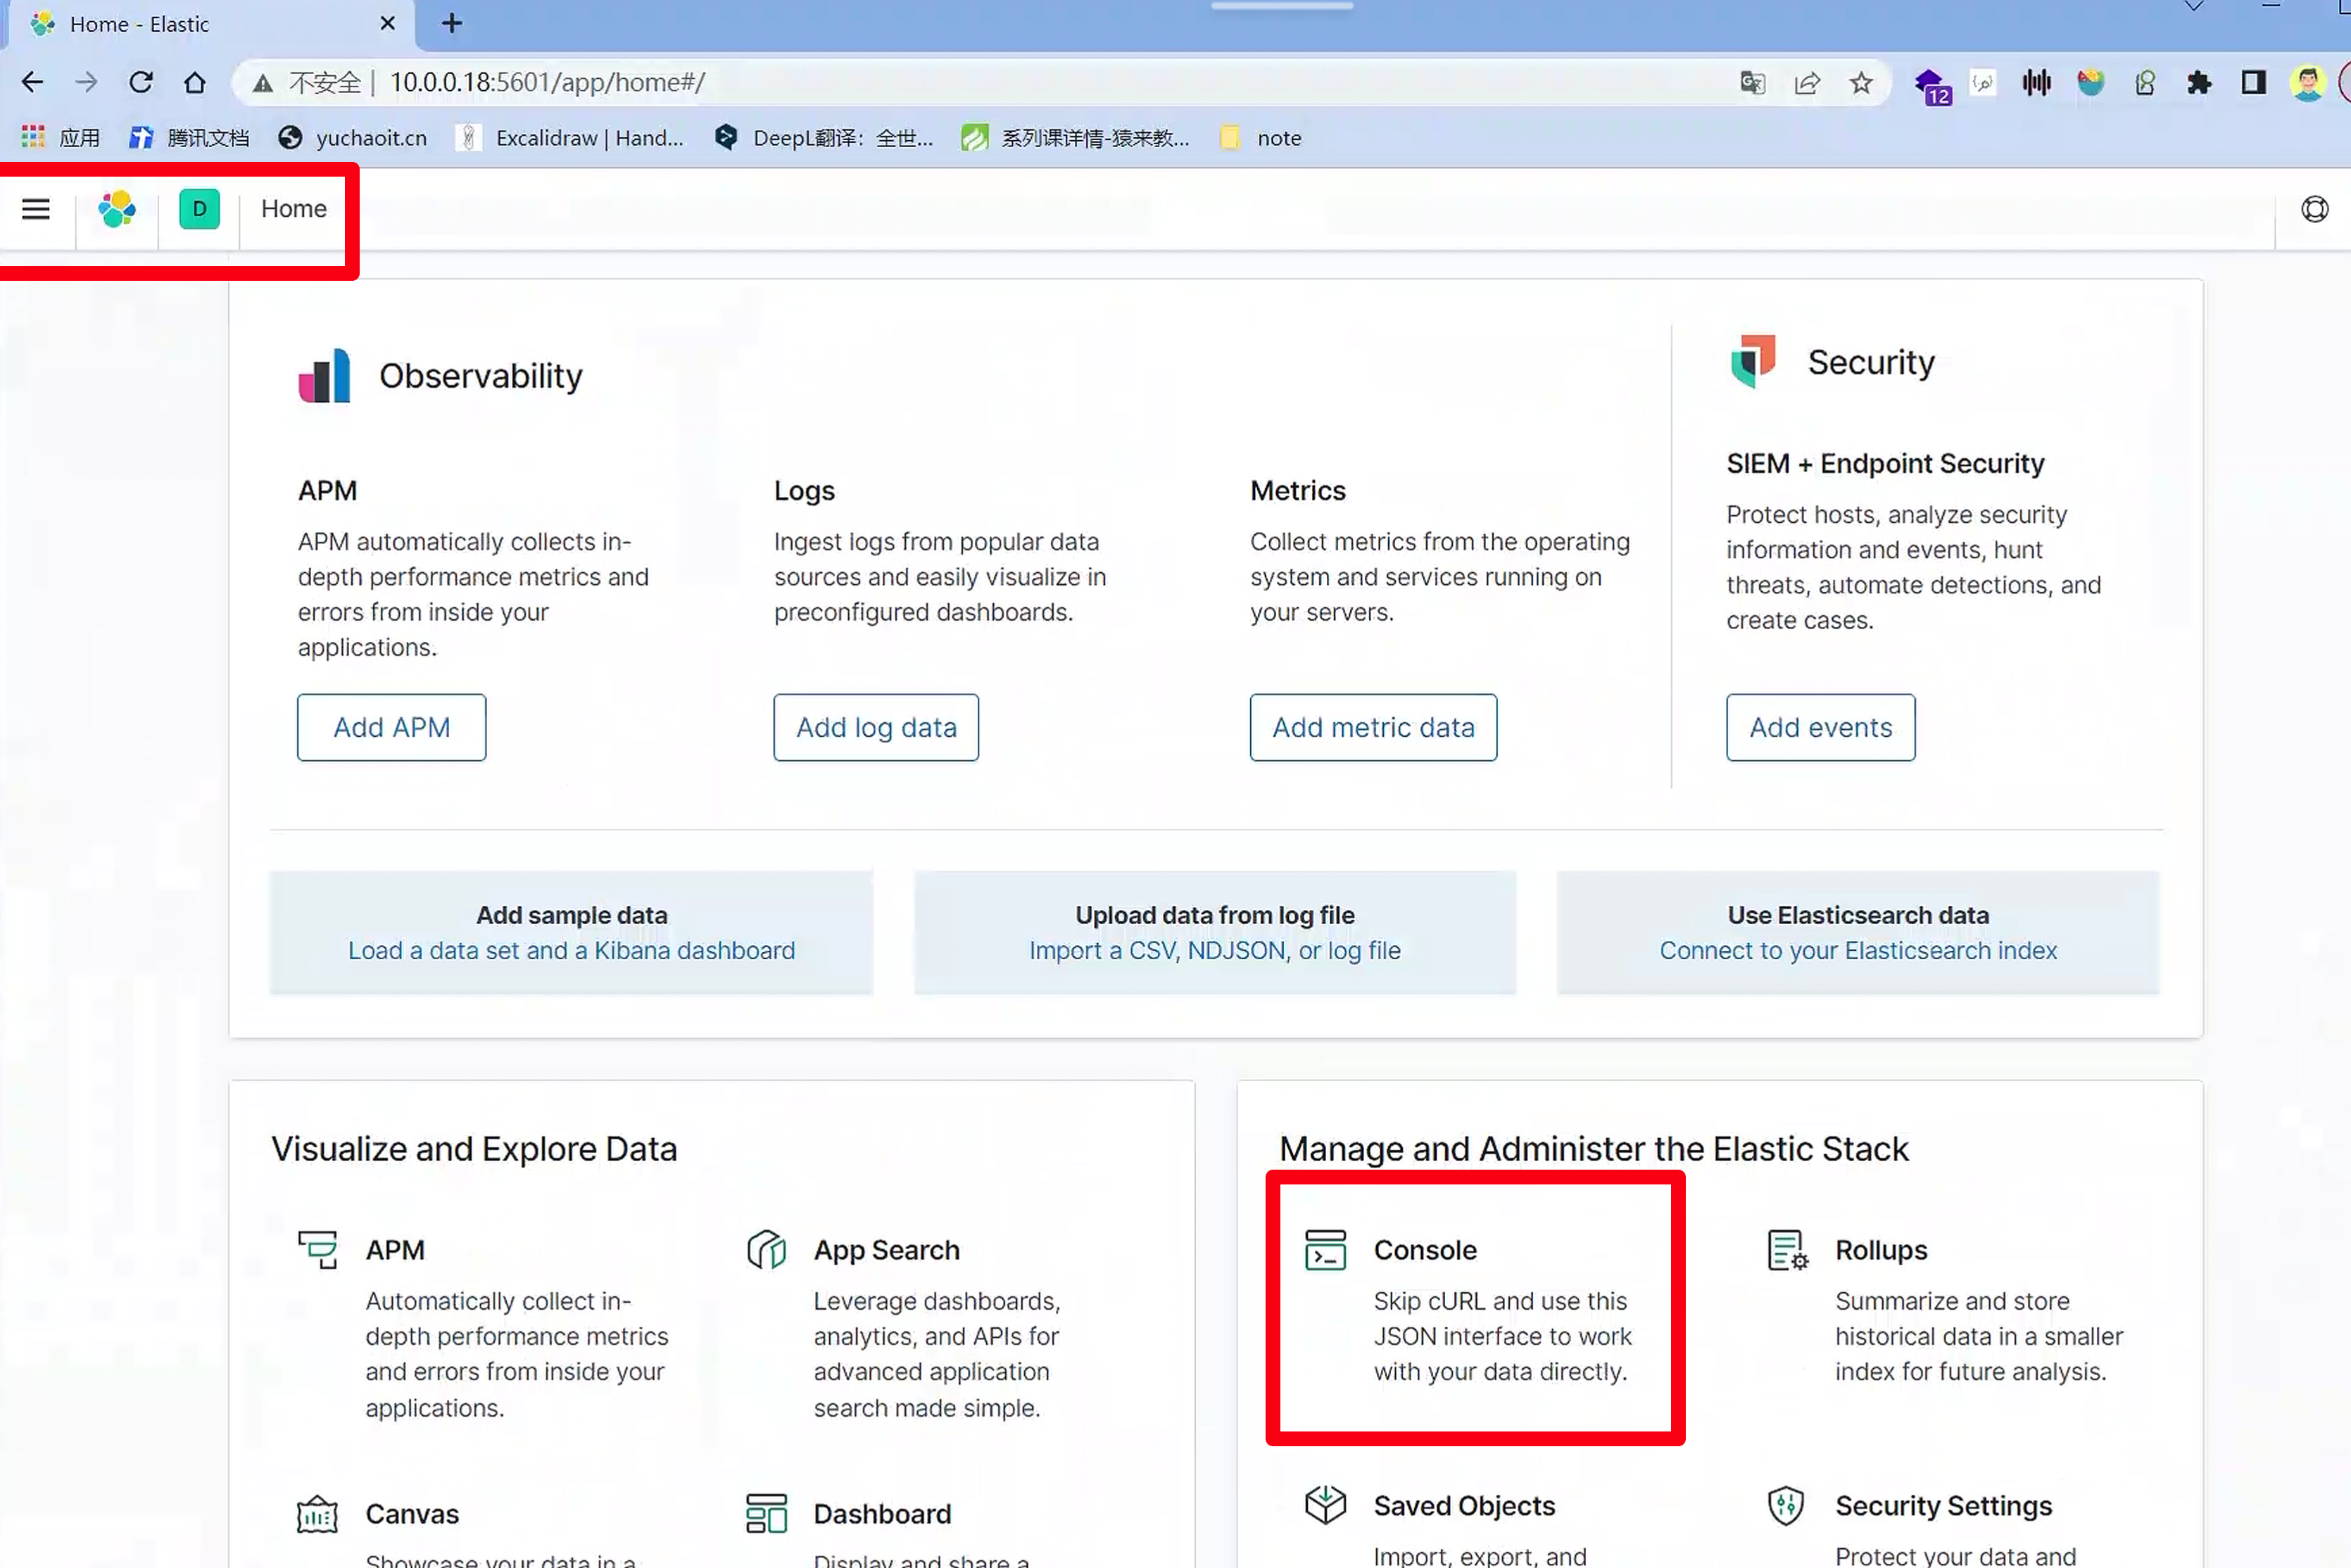 Home - Elastic
不安全 | 10.0.0.18:5601/app/home#/
12
应用 腾讯文档 yuchaoit.cn Excalidraw | Hand... DeepL翻译：全世... 系列课详情-猿来教... note
D Home
Observability
Security
APM
APM automatically collects in-
depth performance metrics and
errors from inside your
applications.
Add APM
Logs
Ingest logs from popular data
sources and easily visualize in
preconfigured dashboards.
Add log data
Metrics
Collect metrics from the operating
system and services running on
your servers.
Add metric data
SIEM + Endpoint Security
Protect hosts, analyze security
information and events, hunt
threats, automate detections, and
create cases.
Add events
Add sample data
Load a data set and a Kibana dashboard
Upload data from log file
Import a CSV, NDJSON, or log file
Use Elasticsearch data
Connect to your Elasticsearch index
Visualize and Explore Data
APM
Automatically collect in-
depth performance metrics
and errors from inside your
applications.
App Search
Leverage dashboards,
analytics, and APIs for
advanced application
search made simple.
Canvas
Showcase your data in a
Dashboard
Display and share a
Manage and Administer the Elastic Stack
Console
Skip cURL and use this
JSON interface to work
with your data directly.
Rollups
Summarize and store
historical data in a smaller
index for future analysis.
Saved Objects
Import, export, and
Security Settings
Protect your data and